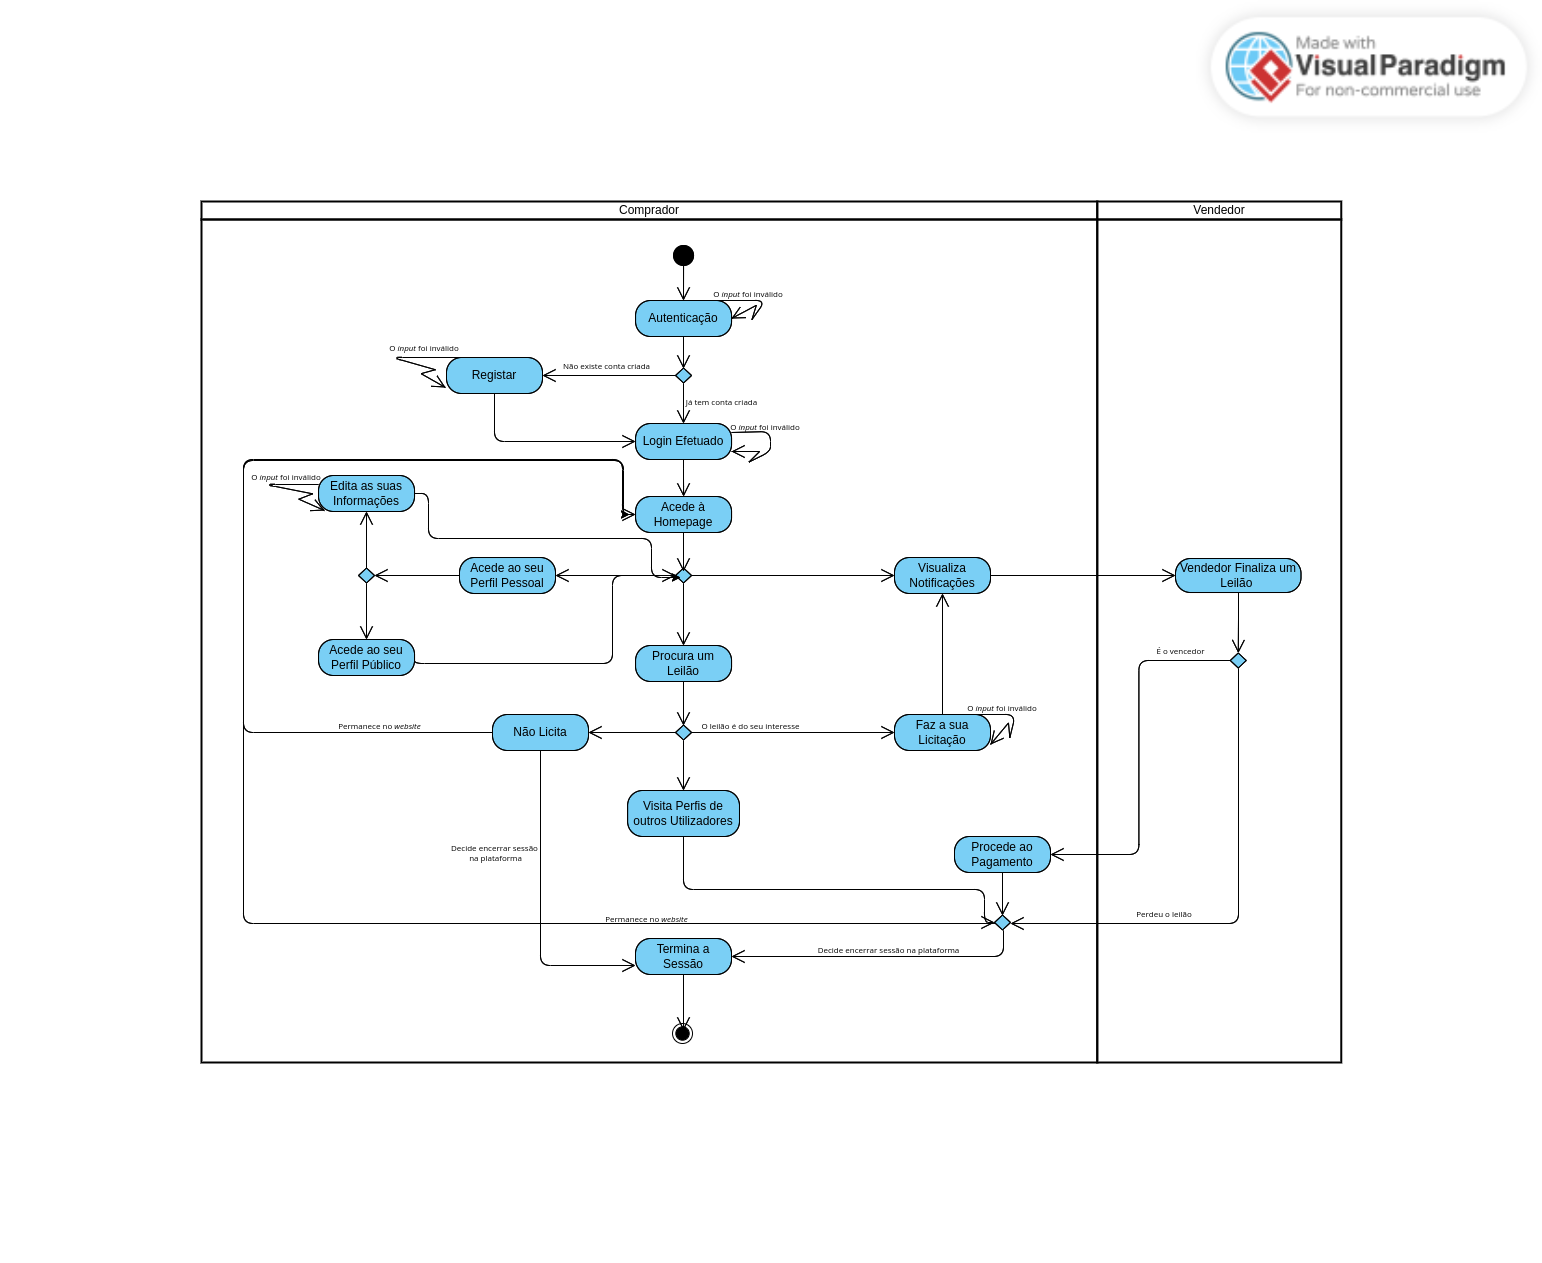 Made with
Visual Paradigm
For non-commercial use
Comprador
Vendedor
O input foi inválido
Autenticação
O input foi inválido
Registar
Não existe conta criada
Já tem conta criada
O input foi inválido
Login Efetuado
O input foi inválido
Edita as suas
Informações
Acede à
Homepage
Acede ao seu
Perfil Pessoal
Visualiza
Notificações
Vendedor Finaliza um
Leilão
Acede ao seu
Perfil Público
Procura um
Leilão
É o vencedor
O input foi inválido
Permanece no website
Não Licita
O leilão é do seu interesse
Faz a sua
Licitação
Visita Perfis de
outros Utilizadores
Decide encerrar sessão
na plataforma
Procede ao
Pagamento
Permanece no website
Perdeu o leilão
Termina a
Sessão
Decide encerrar sessão na plataforma